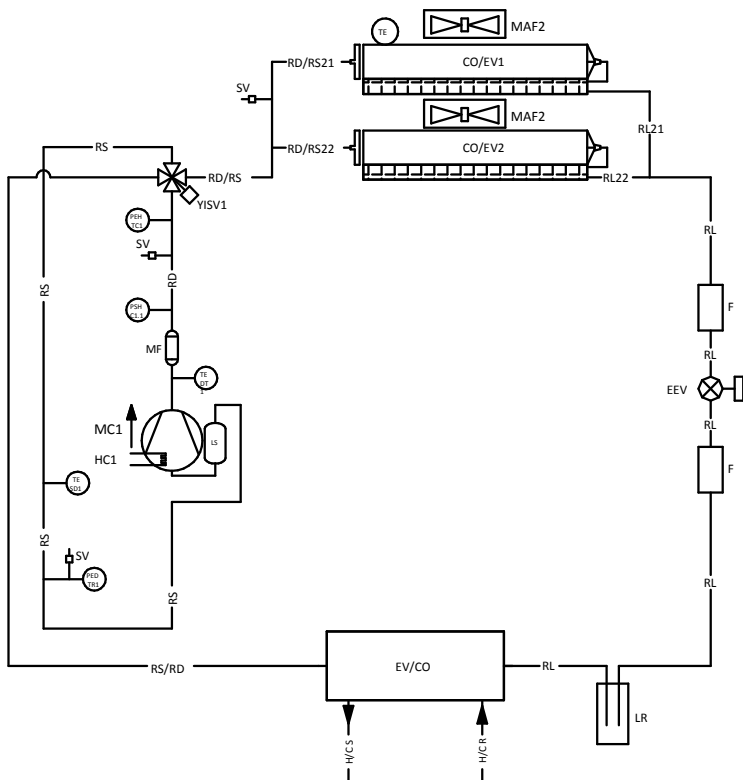 MAF2
TE
CO/EV1
RD/RS21
SV
MAF2
RL21
RS
RD/RS22
CO/EV2
RD/RS
RL22
YISV1
PEH
TC1
RL
SV
RS
RD
PSH
C1.1
F
MF
RL
TE
DT
1
EEV
MC1
RL
LS
HC1
F
TE
SD1
RS
SV
PED
TR1
RS
RL
RS/RD
EV/CO
RL
LR
H/C S
H/C R